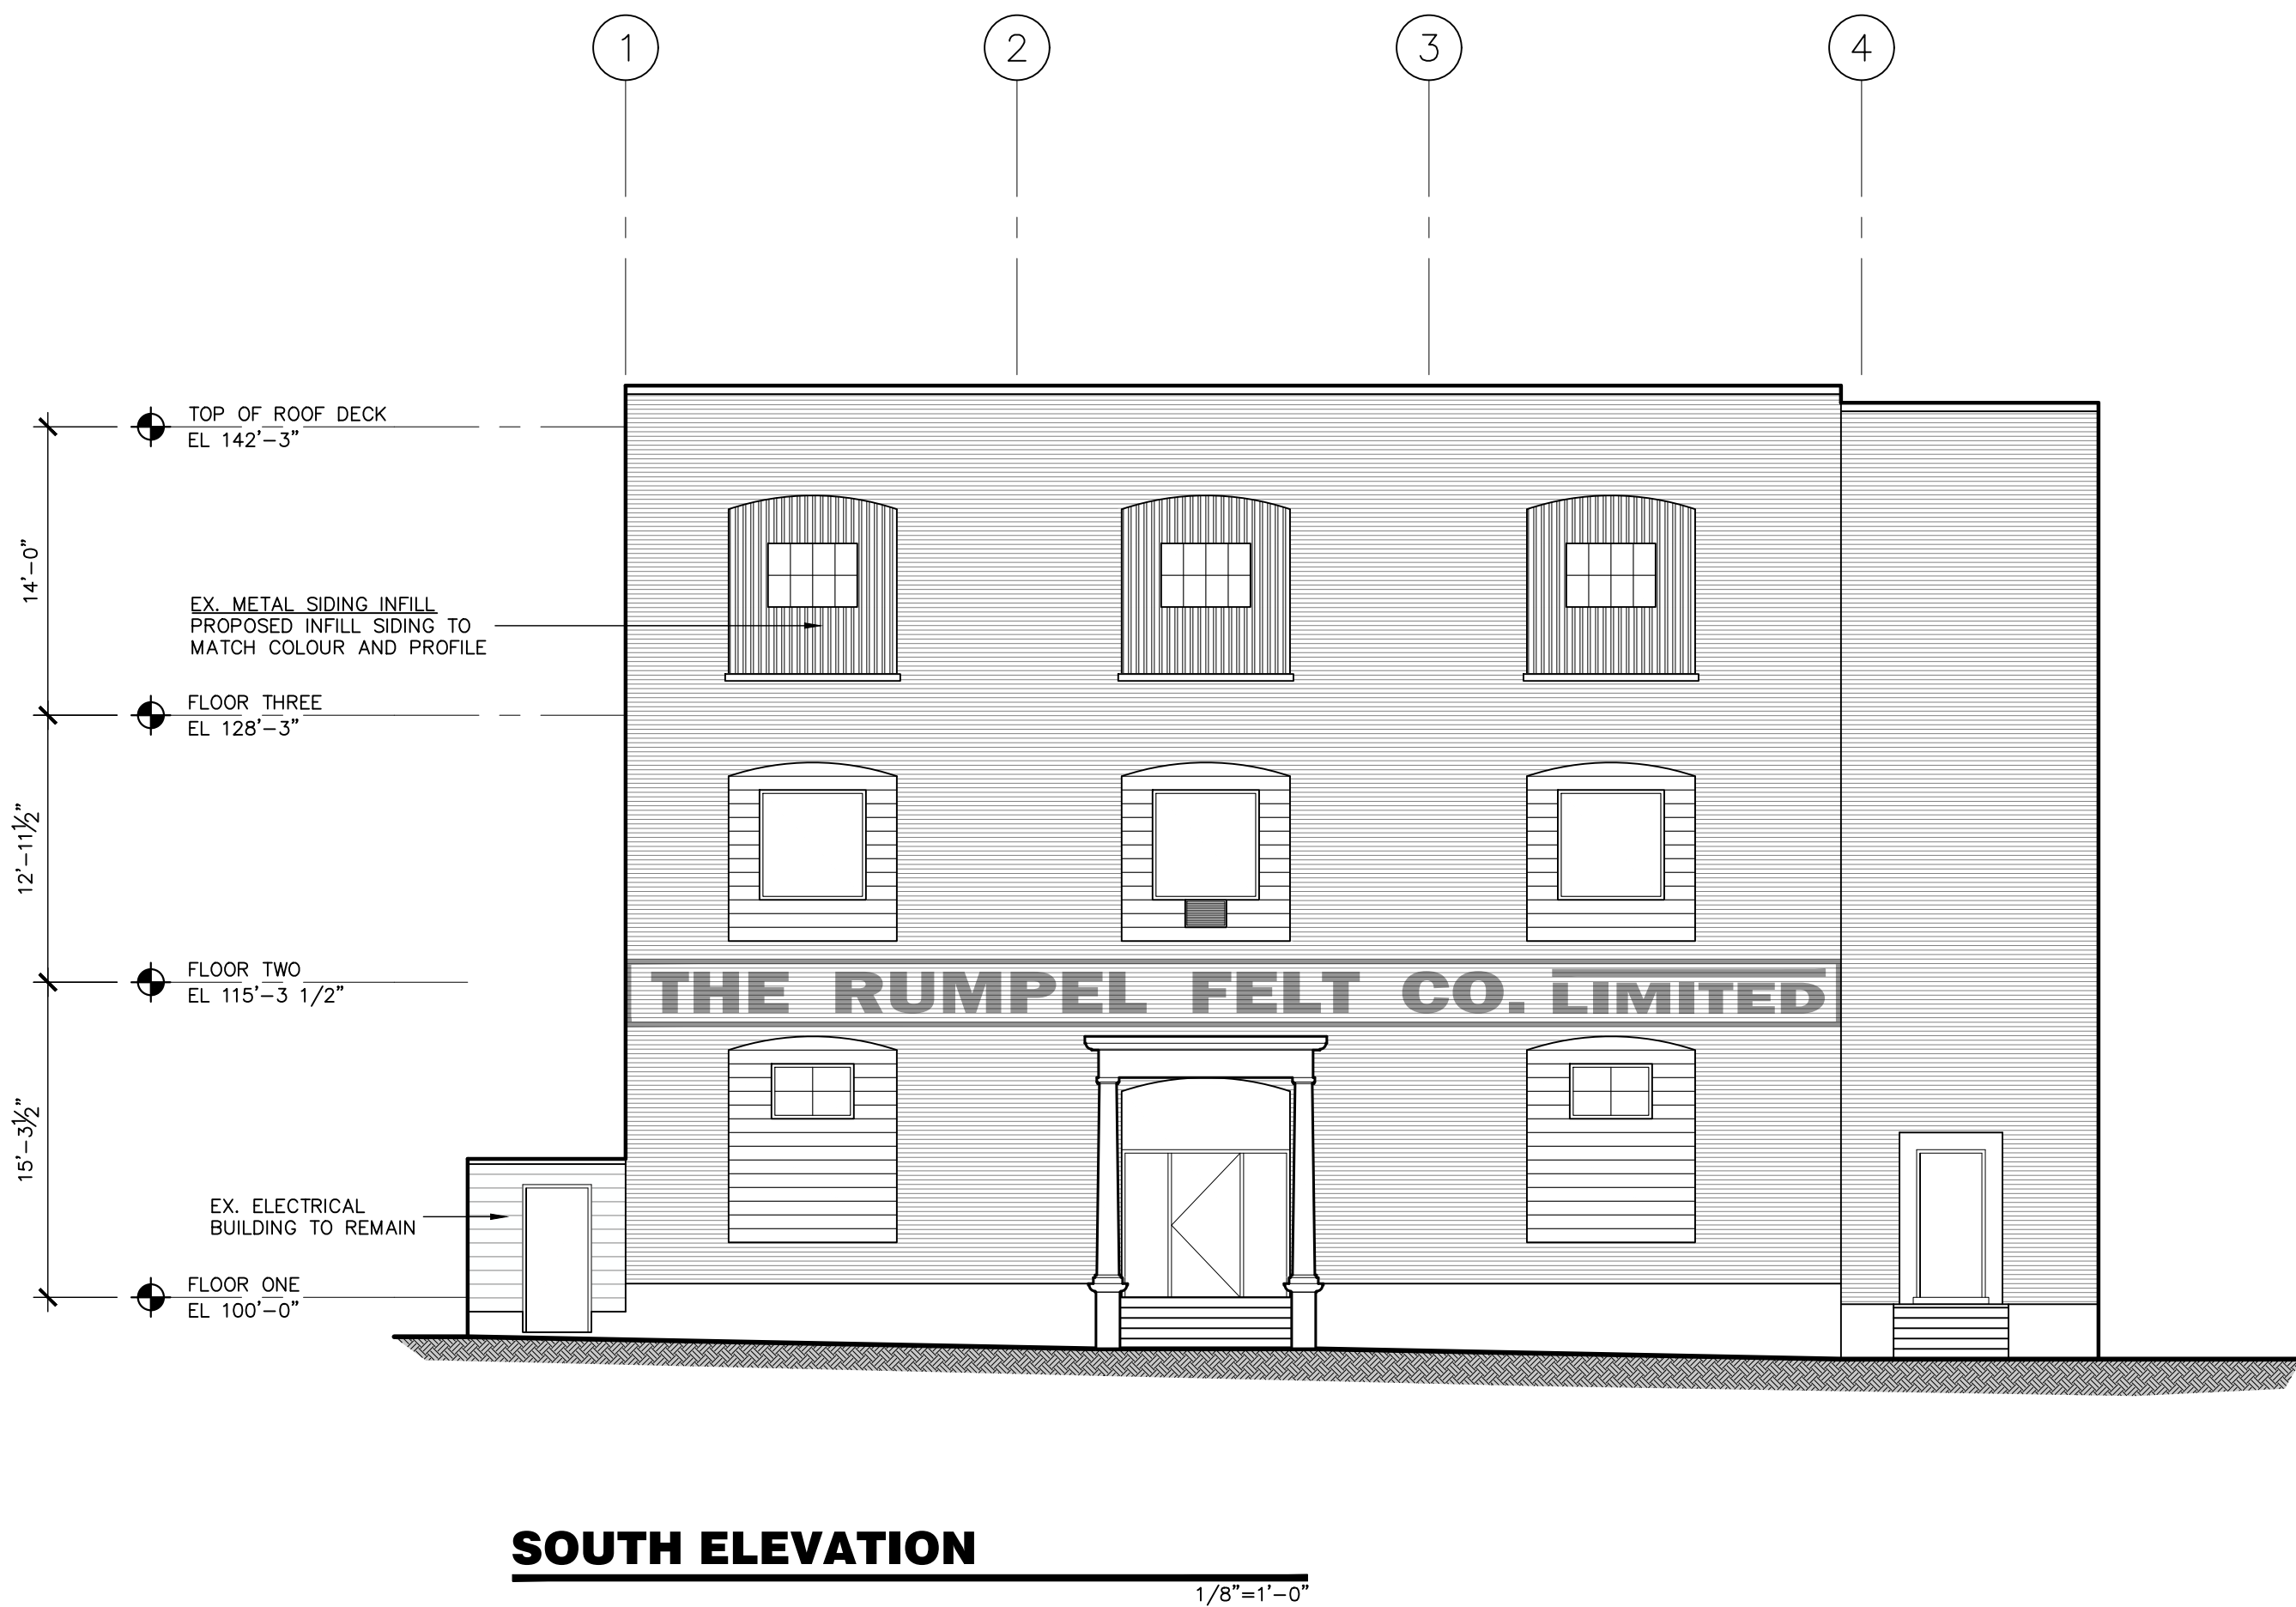 1 2 3 4
TOP OF ROOF DECK
EL 142'-3"
14'-0"
EX. METAL SIDING INFILL
PROPOSED INFILL SIDING TO
MATCH COLOUR AND PROFILE
FLOOR THREE
EL 128'-3"
12'-11½"
FLOOR TWO
EL 115'-3 1/2"
THE RUMPEL FELT CO. LIMITED
15'-3½"
EX. ELECTRICAL
BUILDING TO REMAIN
FLOOR ONE
EL 100'-0"
SOUTH ELEVATION
1/8"=1'-0"